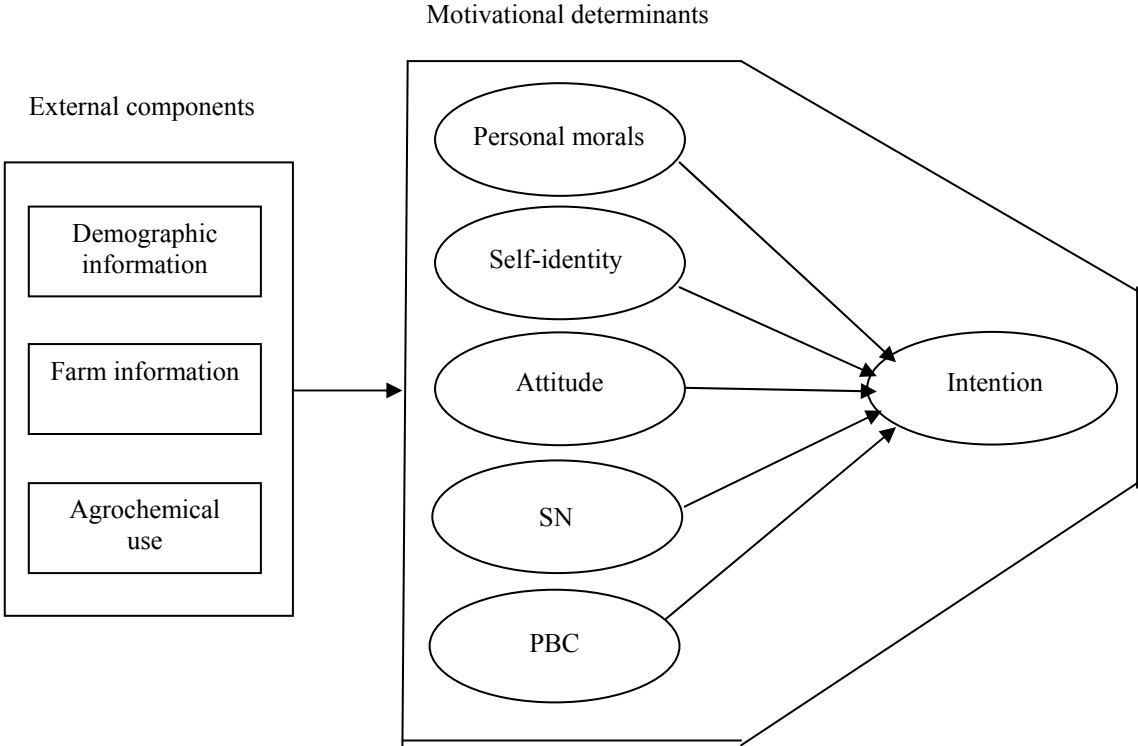 Motivational determinants
External components
Demographic
information
Farm information
Agrochemical
use
Personal morals
Self-identity
Attitude
SN
PBC
Intention